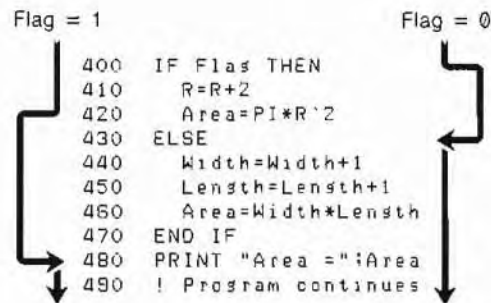 Flag = 1 Flag = 0
400 IF Flag THEN
410 R=R+2
420 Area=PI*R^2
430 ELSE
440 Width=Width+1
450 Length=Length+1
460 Area=Width*Length
470 END IF
480 PRINT "Area =";Area
490 ! Program continues